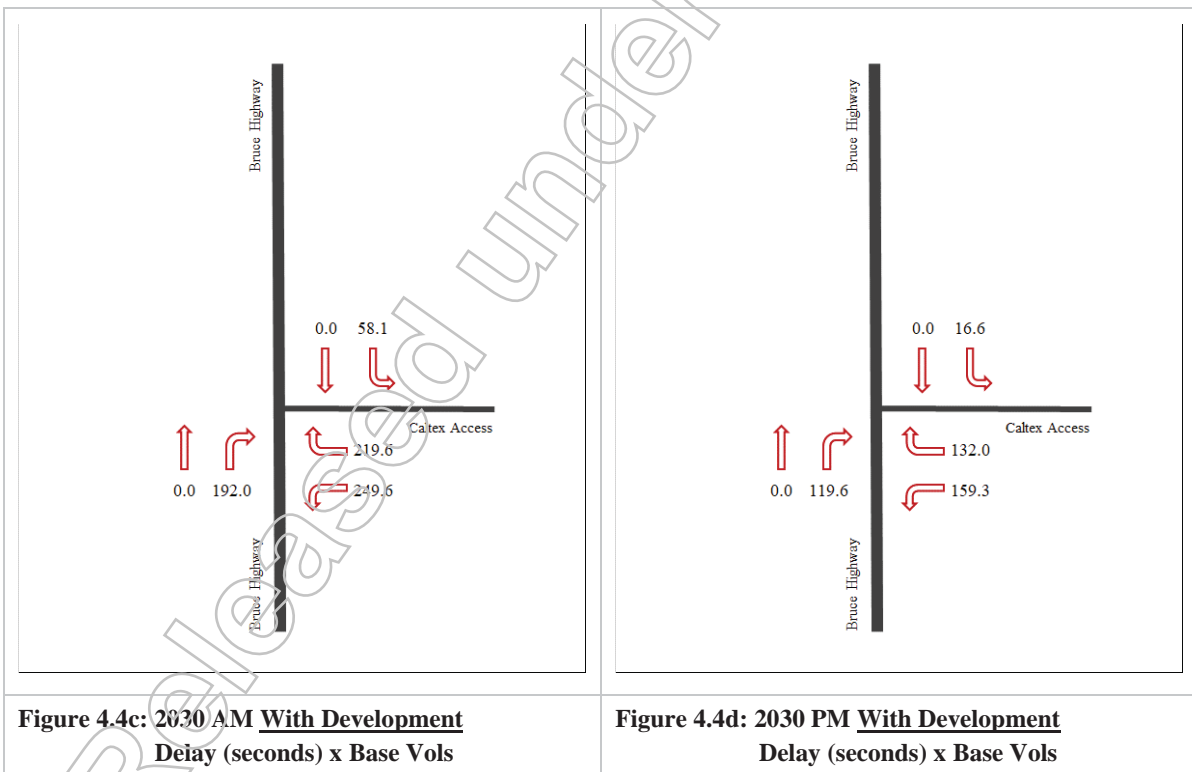 Bruce Highway
0.0 58.1
Caltex Access
219.6
0.0 192.0 249.6
Bruce Highway
Figure 4.4c: 2030 AM With Development
Delay (seconds) x Base Vols
Bruce Highway
0.0 16.6
Caltex Access
132.0
0.0 119.6 159.3
Bruce Highway
Figure 4.4d: 2030 PM With Development
Delay (seconds) x Base Vols
Released under